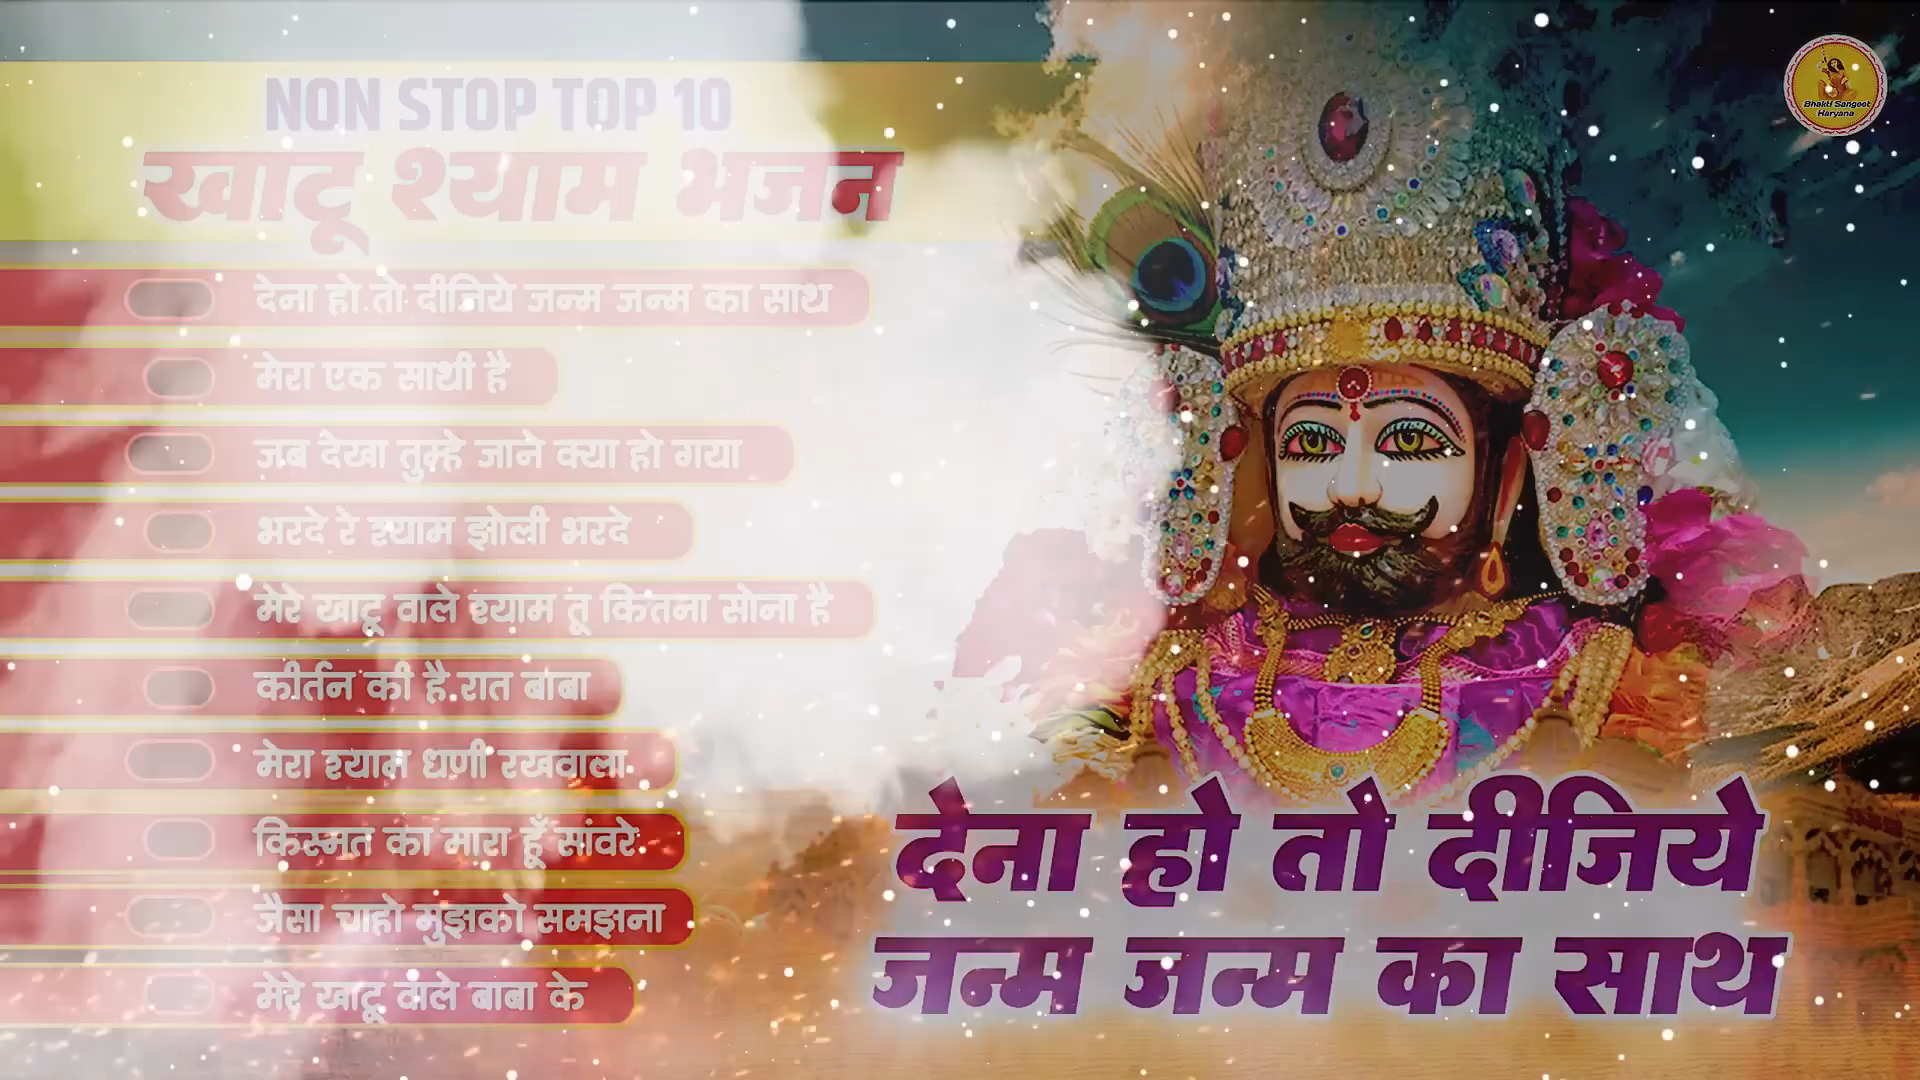 NON STOP TOP 10
खाटू श्याम भजन
देना हो तो दीजिये जन्म जन्म का साथ
मेरा एक साथी है
जब देखा तुम्हे जाने क्या हो गया
भरदे रे श्याम झोली भरदे
मेरे खाटू वाले श्याम तू कितना सोना है
कीर्तन की है रात बाबा
मेरा श्याम धणी रखवाला
किस्मत का मारा हूँ सांवरे
जैसा चाहो मुझको समझना
मेरे खाटू वाले बाबा के
Bhakti Sangeet
Haryana
देना हो तो दीजिये
जन्म जन्म का साथ